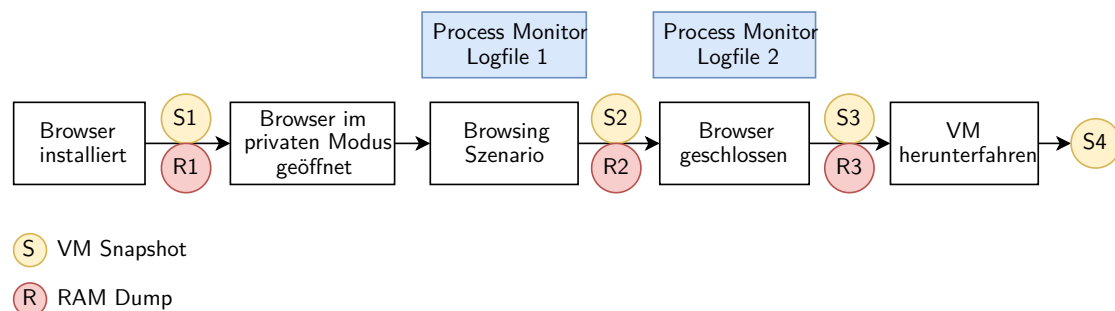 Process Monitor
Logfile 1
Process Monitor
Logfile 2
Browser
installiert
S1
R1
Browser im
privaten Modus
geöffnet
Browsing
Szenario
S2
R2
Browser
geschlossen
S3
R3
VM
herunterfahren
S4
S VM Snapshot
R RAM Dump